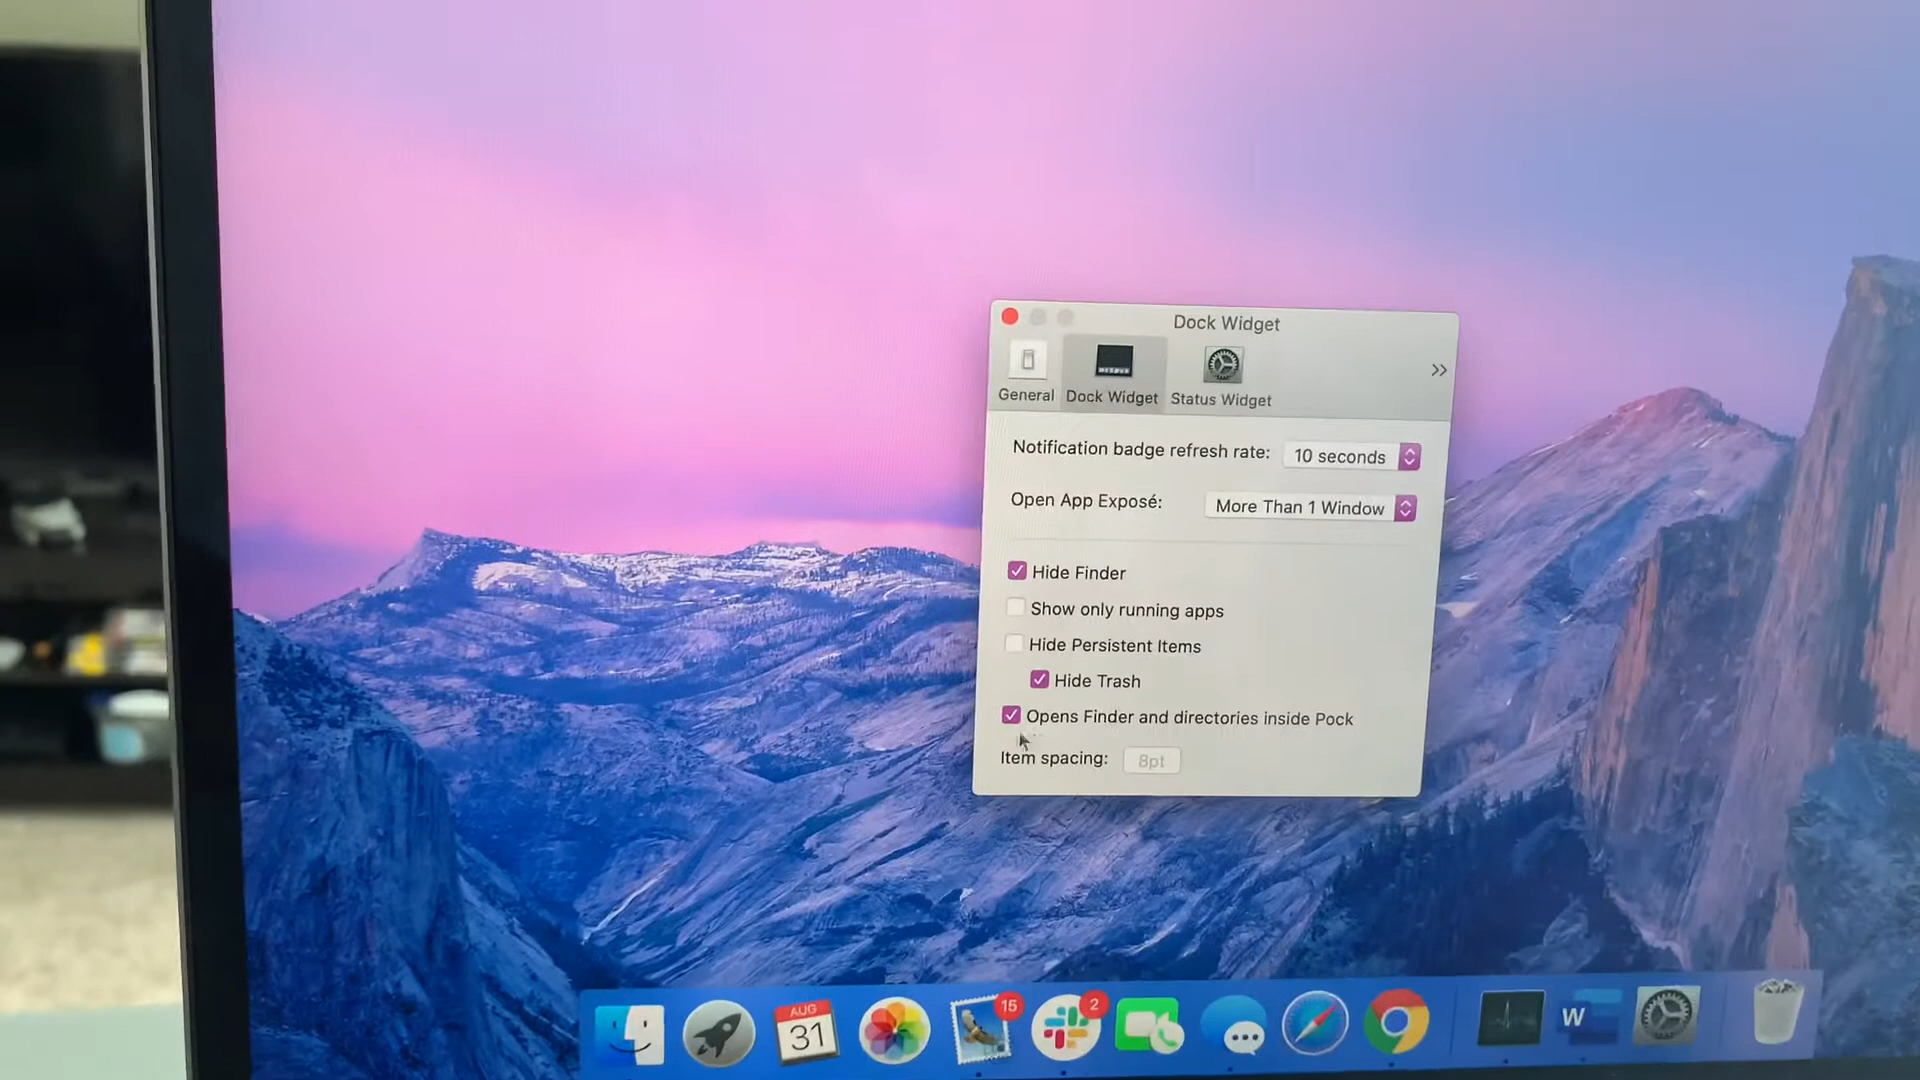 Dock Widget
General
Dock Widget
Status Widget
Notification badge refresh rate: 10 seconds
Open App Exposé: More Than 1 Window
Hide Finder
Show only running apps
Hide Persistent Items
Hide Trash
Opens Finder and directories inside Pock
Item spacing: 8pt
AUG
31
15
2
W